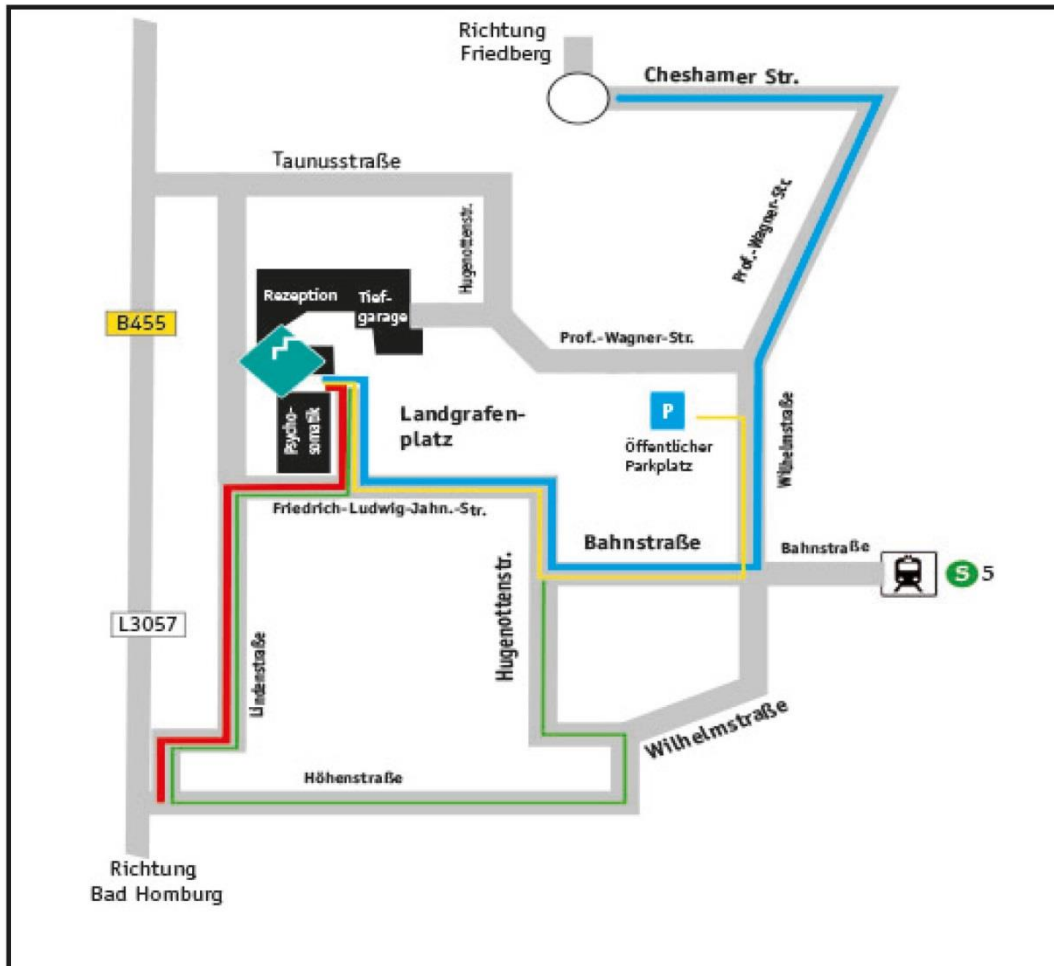 Richtung
Friedberg
Cheshamer Str.
Taunusstraße
Hugenottenstr.
Prof.-Wagner-Str.
Rezeption
Tief-
garage
B455
Prof.-Wagner-Str.
Psycho-
somatik
Landgrafen-
platz
P
Öffentlicher
Parkplatz
Wilhelmstraße
Friedrich-Ludwig-Jahn.-Str.
Bahnstraße
Bahnstraße
S 5
Hugenottenstr.
L3057
Lindenstraße
Wilhelmstraße
Höhenstraße
Richtung
Bad Homburg